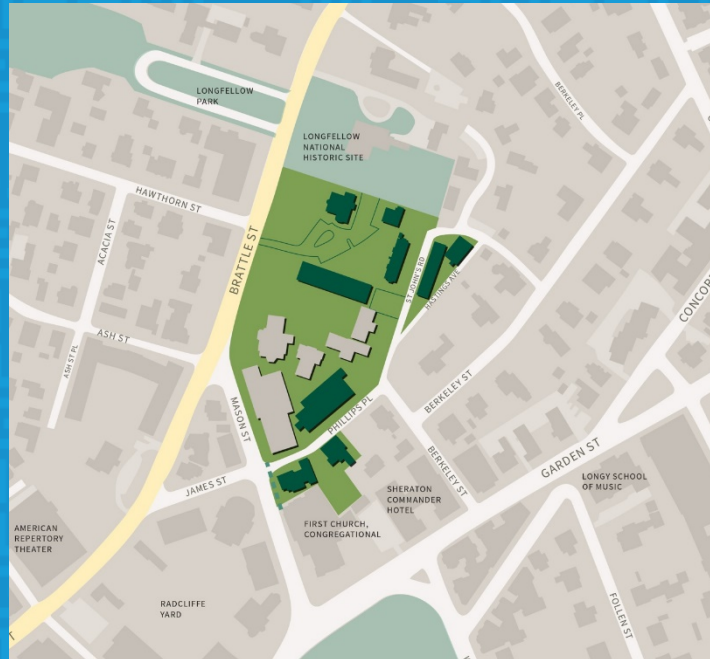 LONGFELLOW
PARK
BERKELEY PL
LONGFELLOW
NATIONAL
HISTORIC SITE
HAWTHORN ST
ACACIA ST
BRATTLE ST
ST JOHN'S RD
HASTINGS AVE
CONCOR
ASH ST
ASH ST PL
MASON ST
BERKELEY ST
PHILLIPS PL
BERKELEY ST
GARDEN ST
JAMES ST
SHERATON
COMMANDER
HOTEL
LONGY SCHOOL
OF MUSIC
FIRST CHURCH,
CONGREGATIONAL
AMERICAN
REPERTORY
THEATER
RADCLIFFE
YARD
FOLLEN ST